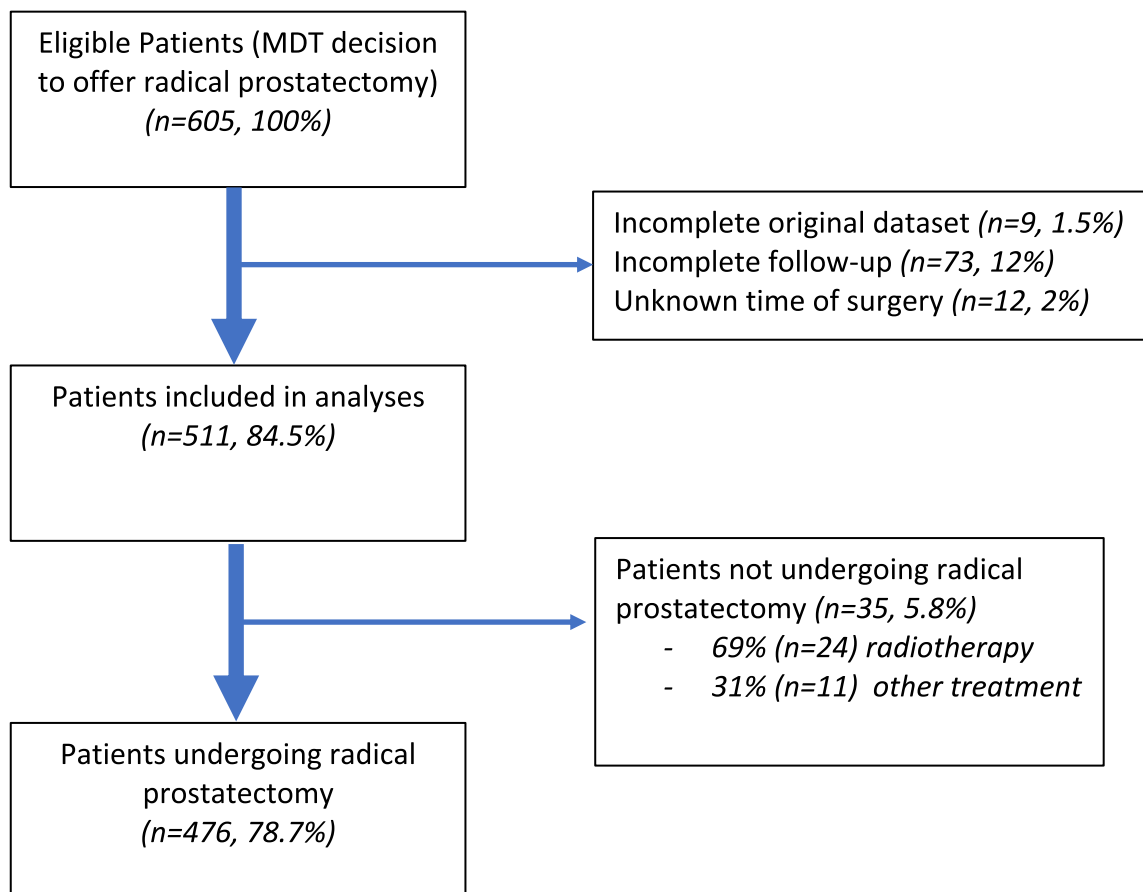 Eligible Patients (MDT decision
to offer radical prostatectomy)
(n=605, 100%)
Incomplete original dataset (n=9, 1.5%)
Incomplete follow-up (n=73, 12%)
Unknown time of surgery (n=12, 2%)
Patients included in analyses
(n=511, 84.5%)
Patients not undergoing radical
prostatectomy (n=35, 5.8%)
- 69% (n=24) radiotherapy
- 31% (n=11) other treatment
Patients undergoing radical
prostatectomy
(n=476, 78.7%)